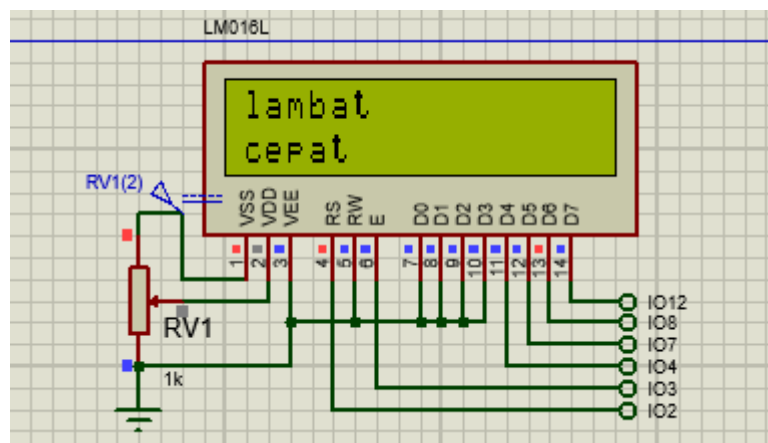 LM016L
lambat
cepat
RV1(2)
VSS
VDD
VEE
RS
RW
E
D0
D1
D2
D3
D4
D5
D6
D7
1
2
3
4
5
6
7
8
9
10
11
12
13
14
RV1
1k
IO12
IO8
IO7
IO4
IO3
IO2